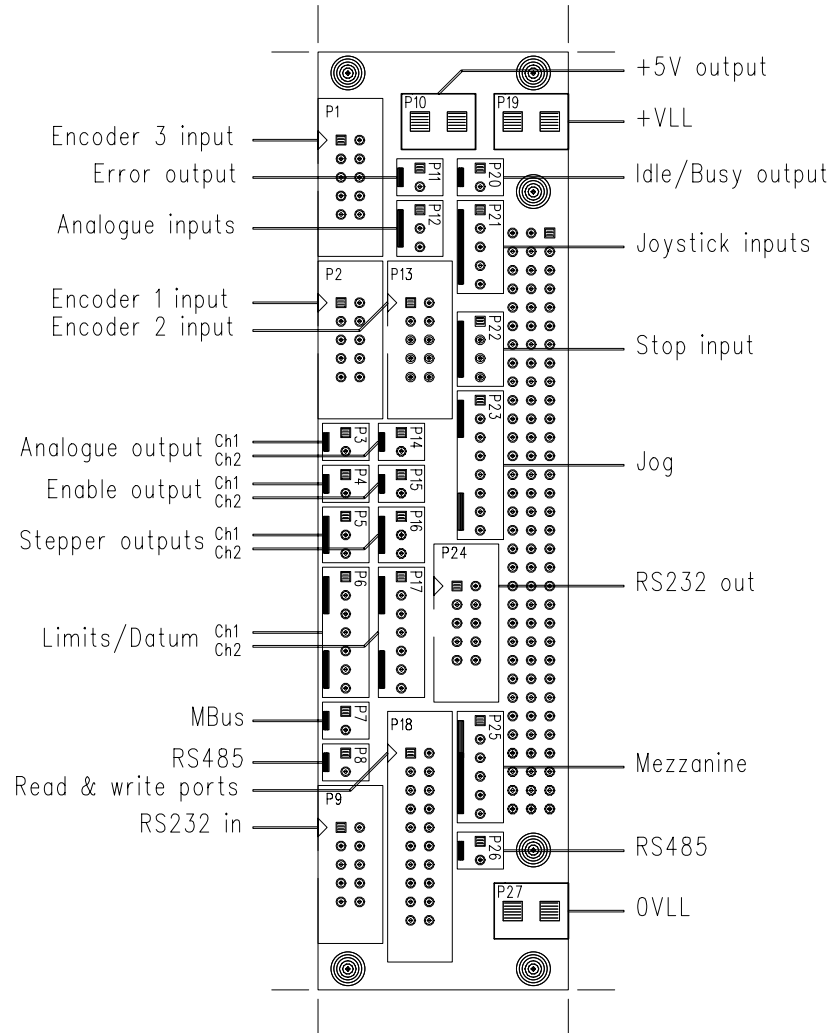 +5V output
P10
P19
P1
+VLL
Encoder 3 input
Error output
P11
P20
Idle/Busy output
Analogue inputs
P12
P21
Joystick inputs
P2
P13
Encoder 1 input
Encoder 2 input
P22
Stop input
P23
Analogue output Ch1
Ch2
P3
P14
Jog
Enable output Ch1
Ch2
P4
P15
Stepper outputs Ch1
Ch2
P5
P16
P24
P6
P17
RS232 out
Limits/Datum Ch1
Ch2
MBus
P7
P18
P25
RS485
P8
Mezzanine
Read & write ports
P9
RS232 in
P26
RS485
P27
0VLL